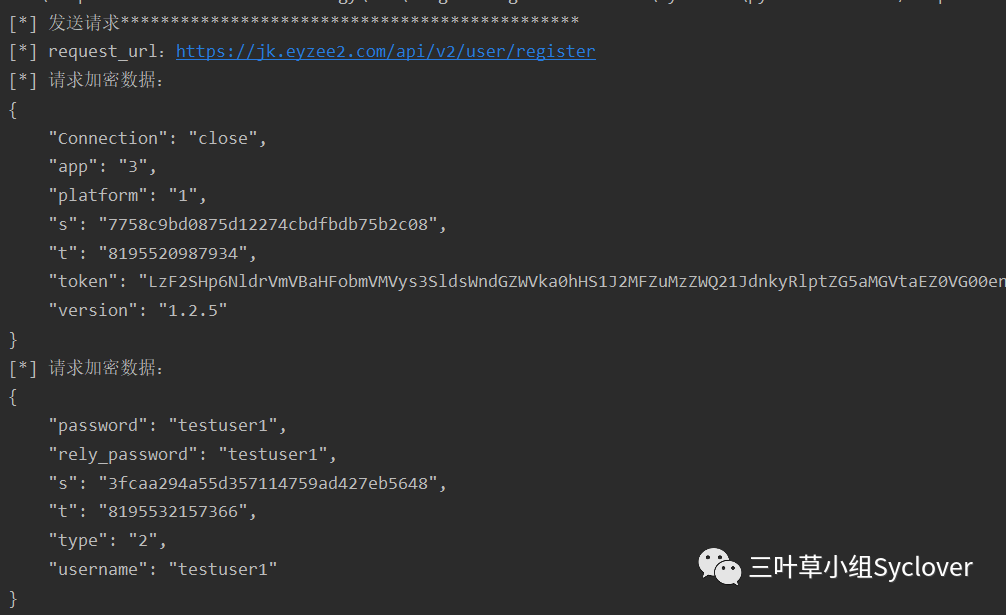 [*] 发送请求**********************************************
[*] request_url：https://jk.eyzee2.com/api/v2/user/register
[*] 请求加密数据：
{
    "Connection": "close",
    "app": "3",
    "platform": "1",
    "s": "7758c9bd0875d12274cbdfbdb75b2c08",
    "t": "8195520987934",
    "token": "LzF2SHp6NldrVmVBaHFobmVMVys3SldsWndGZWVka0hHS1J2MFZuMzZWQ21JdnkyRlptZG5aMGVtaEZ0VG00en
    "version": "1.2.5"
}
[*] 请求加密数据：
{
    "password": "testuser1",
    "rely_password": "testuser1",
    "s": "3fcaa294a55d357114759ad427eb5648",
    "t": "8195532157366",
    "type": "2",
    "username": "testuser1"
}
三叶草小组Syclover